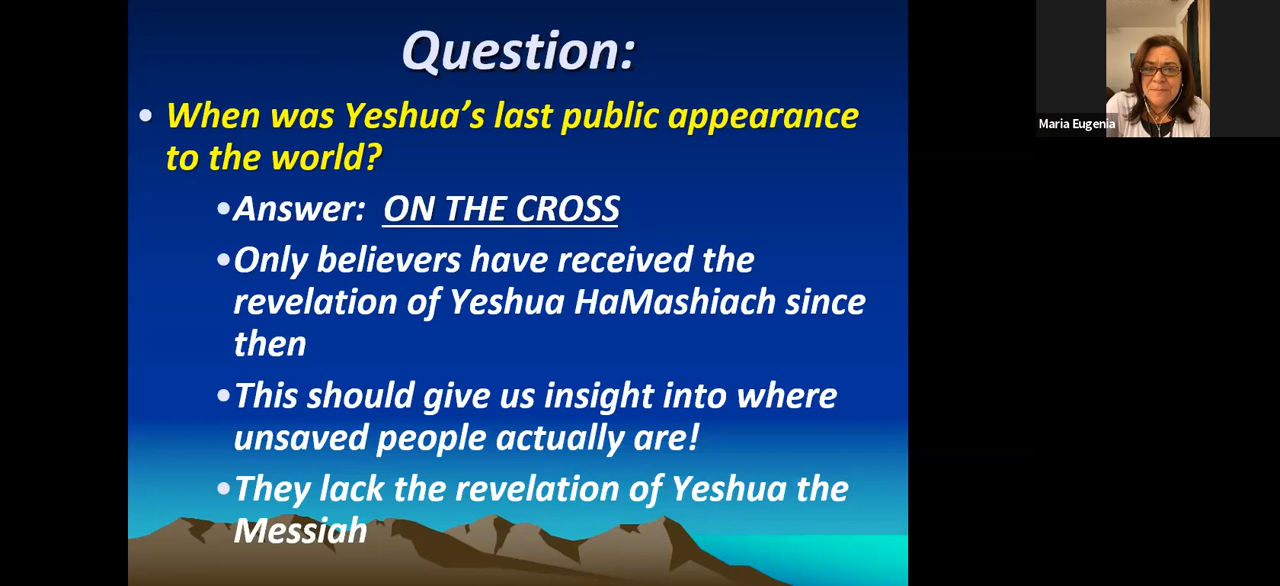 Question:
• When was Yeshua's last public appearance
to the world?
•Answer: ON THE CROSS
•Only believers have received the
revelation of Yeshua HaMashiach since
then
•This should give us insight into where
unsaved people actually are!
•They lack the revelation of Yeshua the
Messiah
Maria Eugenia